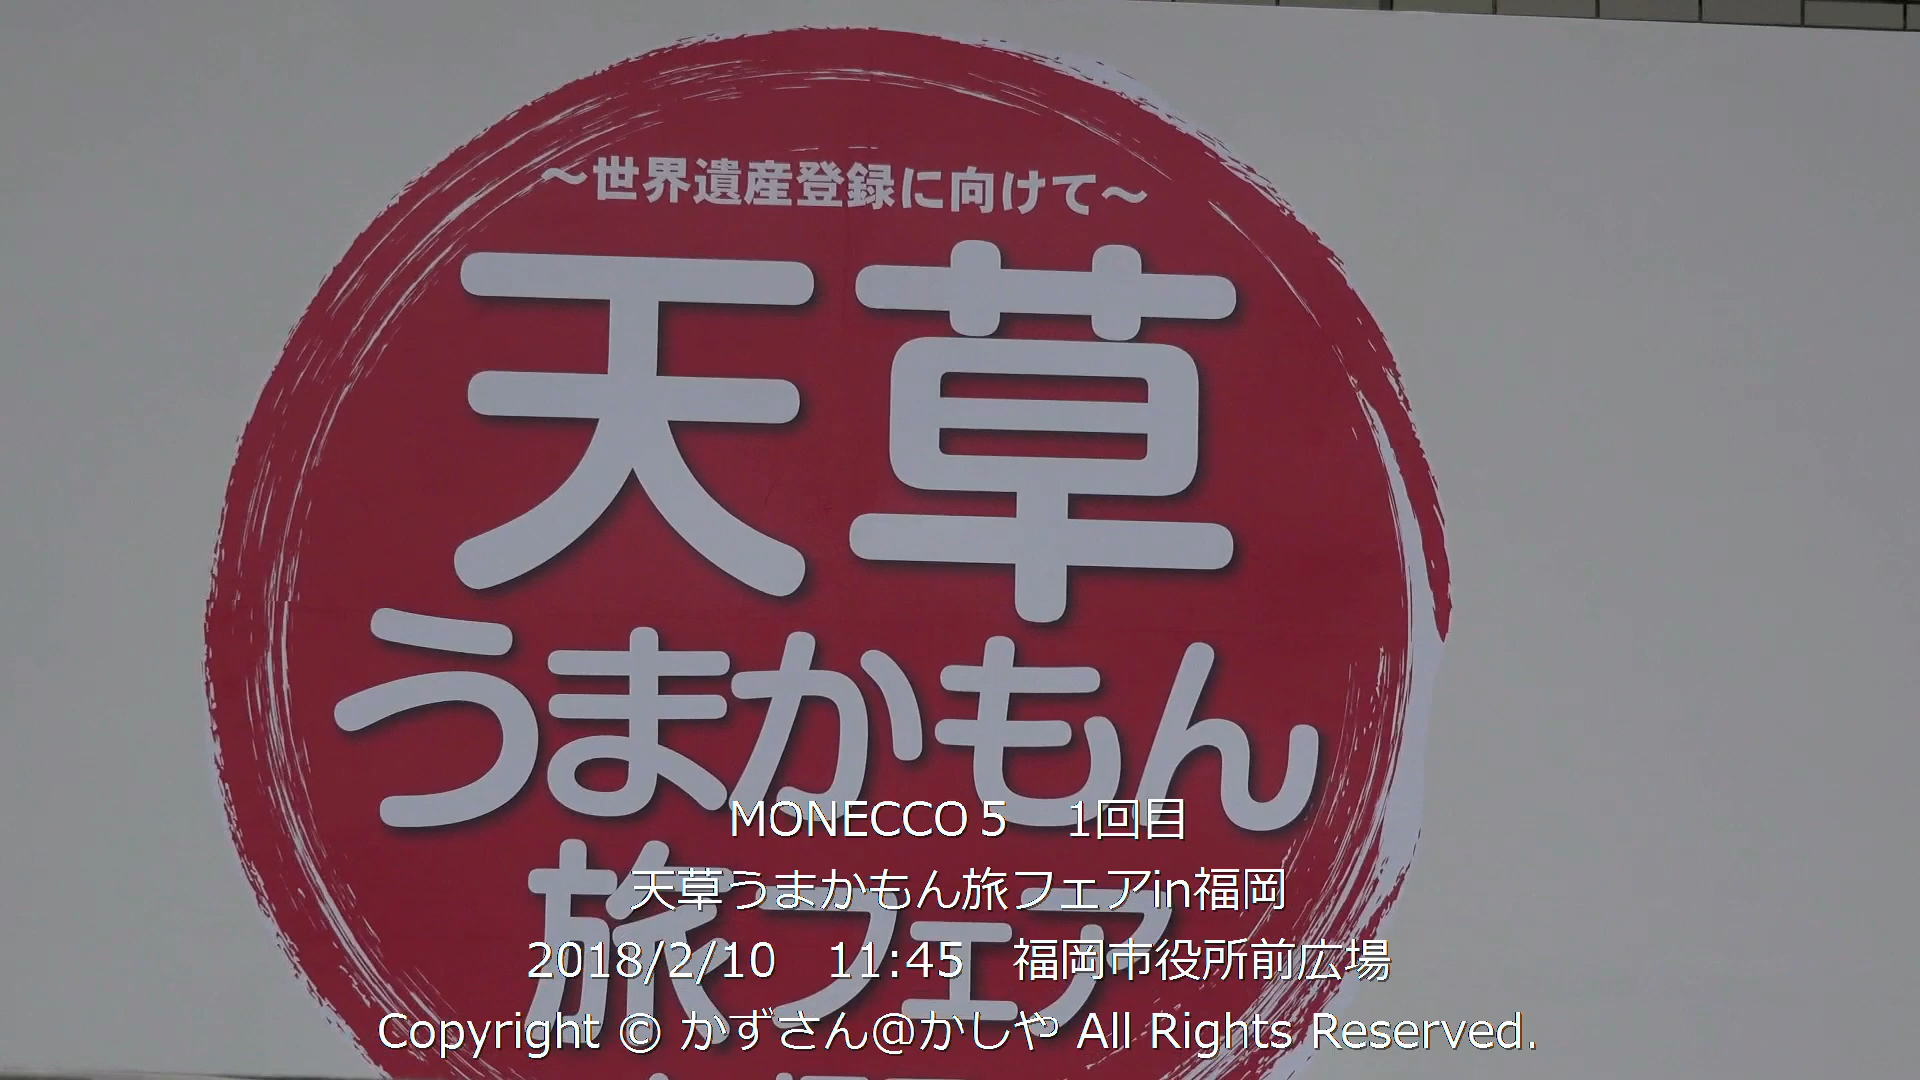 〜世界遺産登録に向けて〜
天草
うまかもん
旅フェア
MONECCO５　1回目
天草うまかもん旅フェアin福岡
2018/2/10　11:45　福岡市役所前広場
Copyright © かずさん@かしや All Rights Reserved.